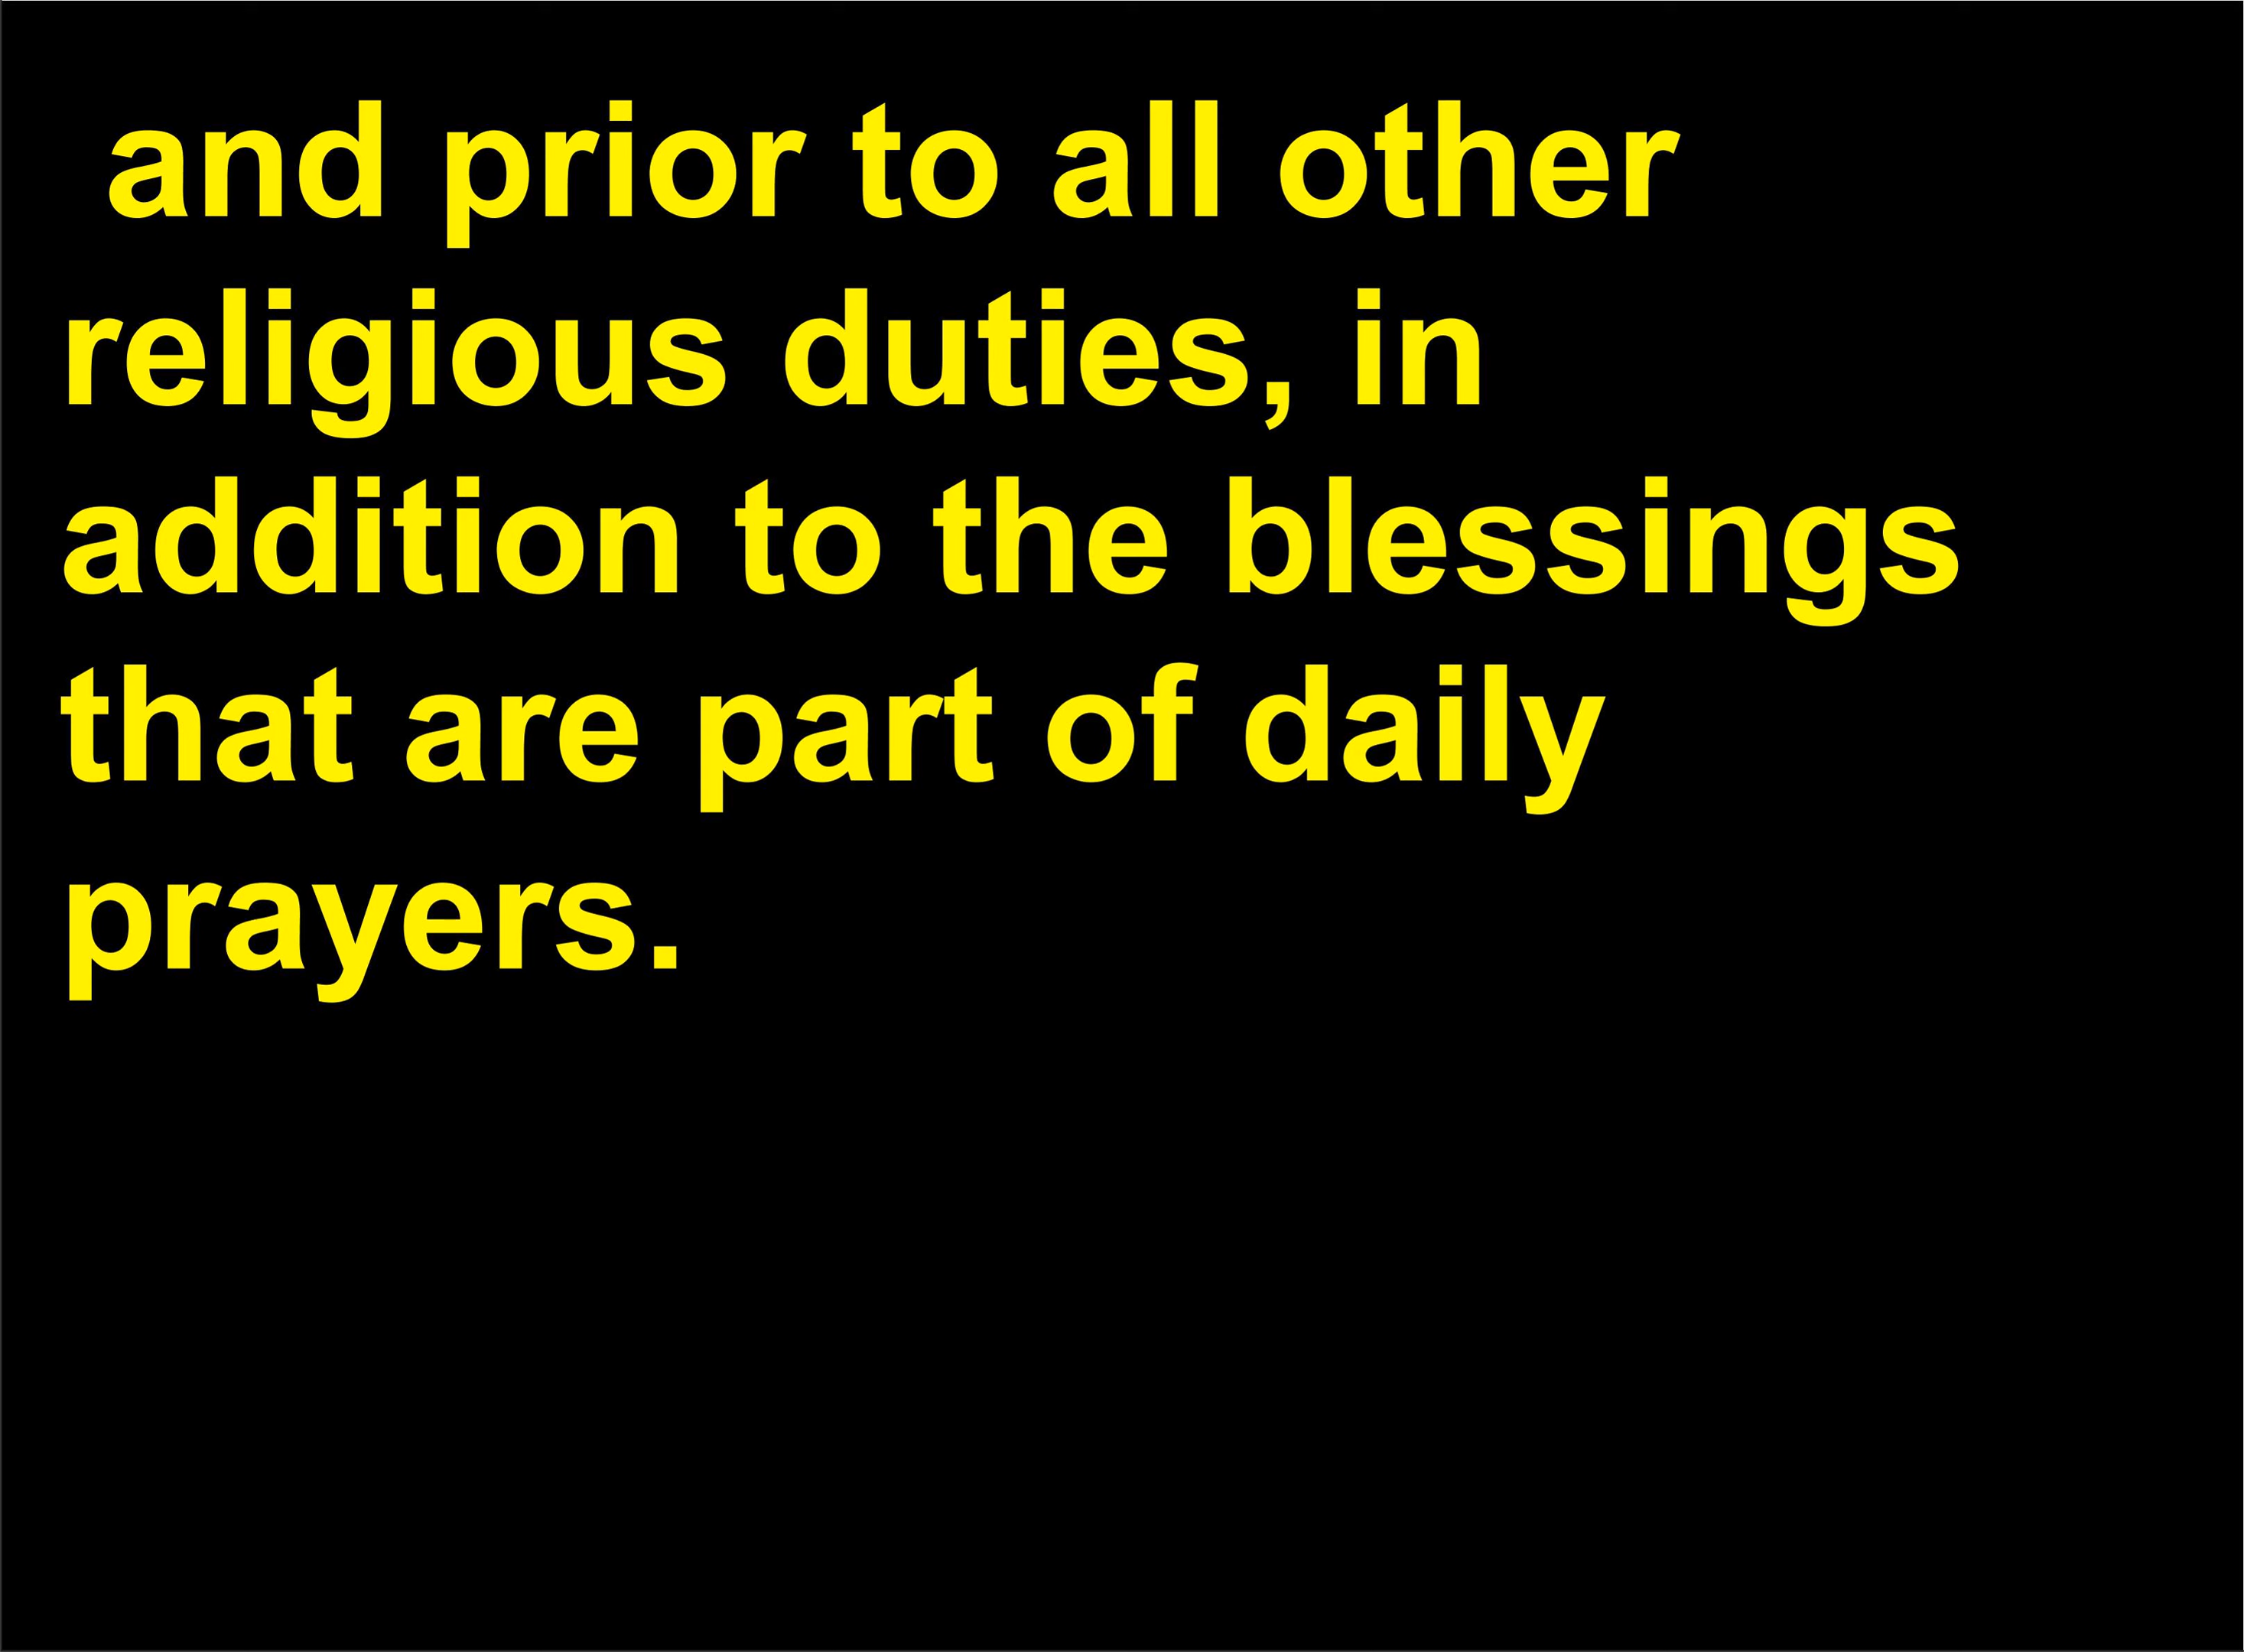 and prior to all other
religious duties, in
addition to the blessings
that are part of daily
prayers.